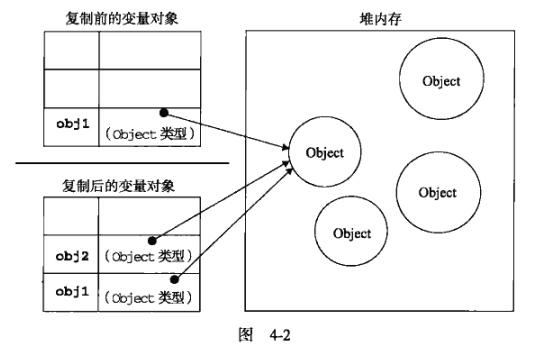 复制前的变量对象
obj1
(Object 类型)
复制后的变量对象
obj2
(Object 类型)
obj1
(Object 类型)
堆内存
Object
Object
Object
Object
图 4-2